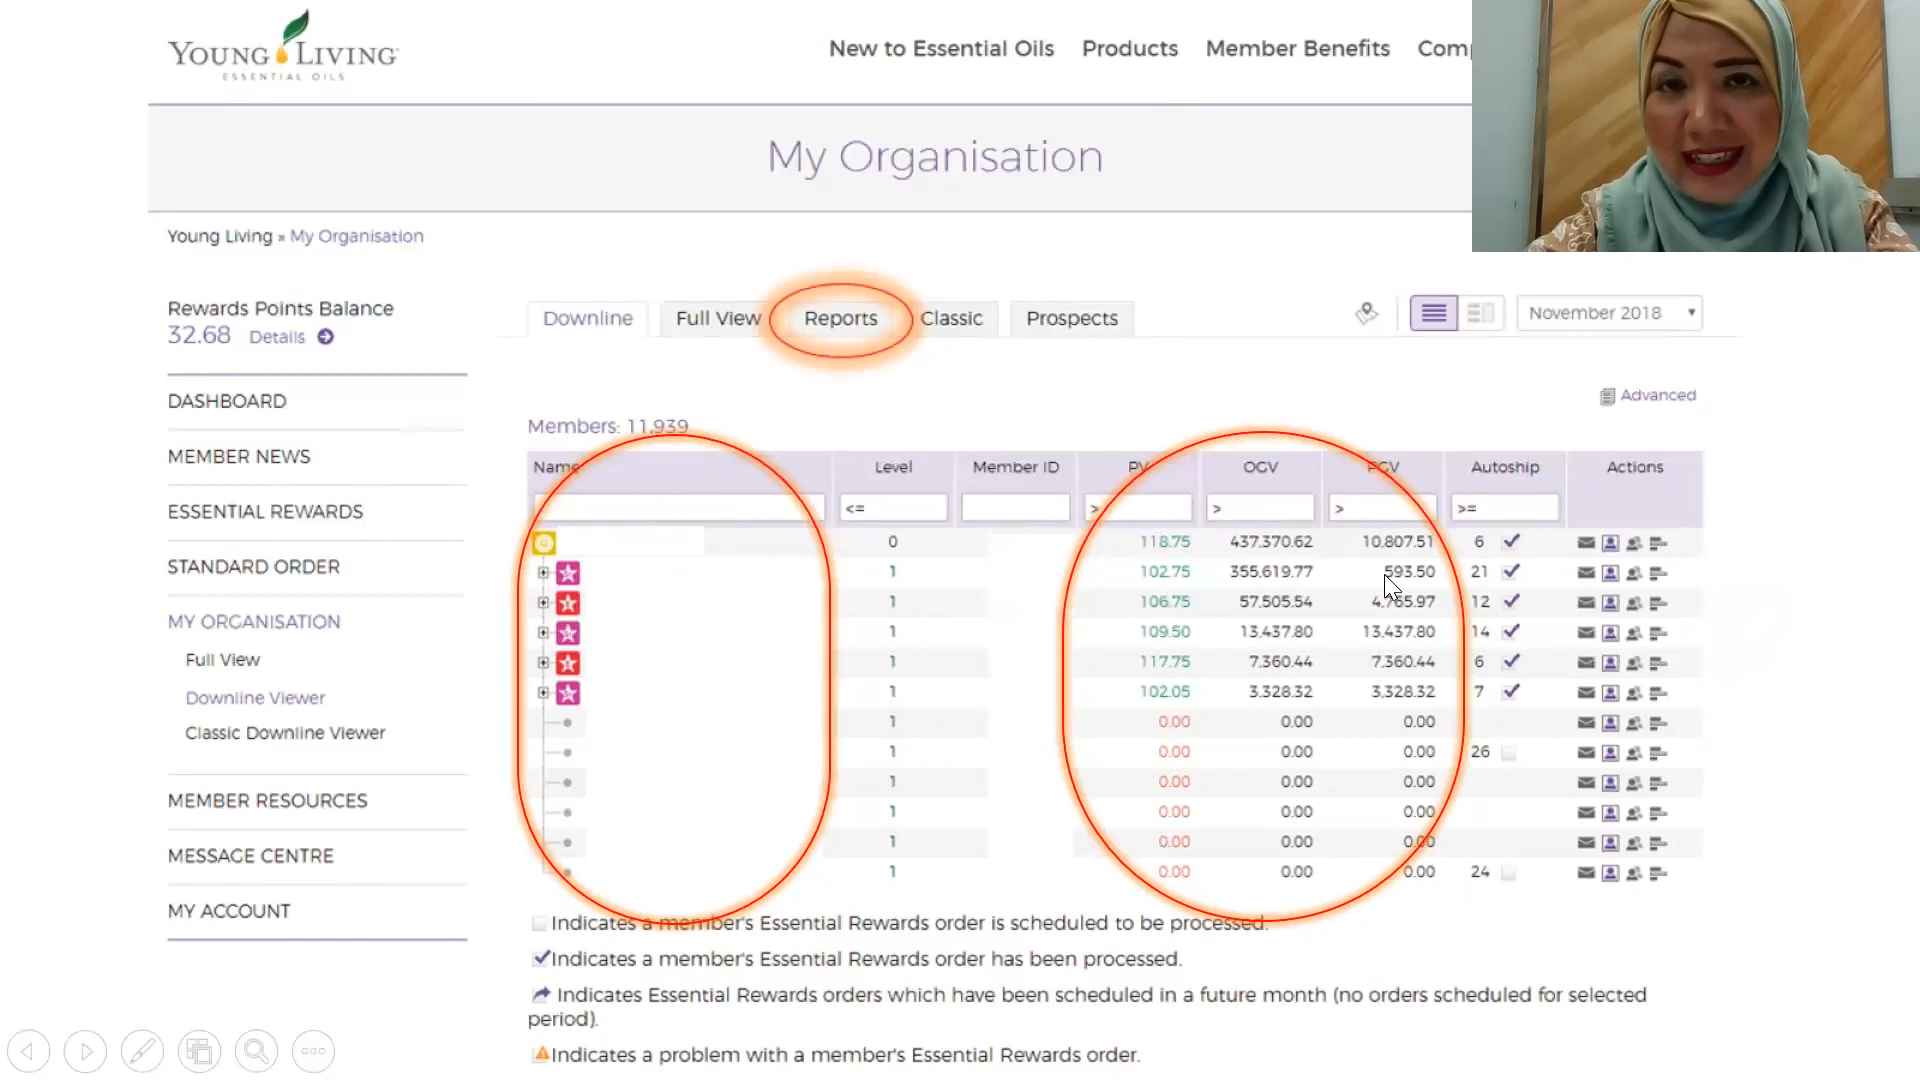 YOUNG LIVING
ESSENTIAL OILS
New to Essential Oils Products Member Benefits Comp
My Organisation
Young Living » My Organisation
Rewards Points Balance
32.68 Details
DASHBOARD
MEMBER NEWS
ESSENTIAL REWARDS
STANDARD ORDER
MY ORGANISATION
Full View
Downline Viewer
Classic Downline Viewer
MEMBER RESOURCES
MESSAGE CENTRE
MY ACCOUNT
Downline Full View Reports Classic Prospects November 2018
Advanced
Members: 11,939
Name Level Member ID PV OGV PGV Autoship Actions
<= > > > >=
0 118.75 437,370.62 10,807.51 6
1 102.75 355,619.77 593.50 21
1 106.75 57,505.54 4,765.97 12
1 109.50 13,437.80 13,437.80 14
1 117.75 7,360.44 7,360.44 6
1 102.05 3,328.32 3,328.32 7
1 0.00 0.00 0.00
1 0.00 0.00 0.00 26
1 0.00 0.00 0.00
1 0.00 0.00 0.00
1 0.00 0.00 0.00
1 0.00 0.00 0.00 24
Indicates a member's Essential Rewards order is scheduled to be processed.
Indicates a member's Essential Rewards order has been processed.
Indicates Essential Rewards orders which have been scheduled in a future month (no orders scheduled for selected
period).
Indicates a problem with a member's Essential Rewards order.